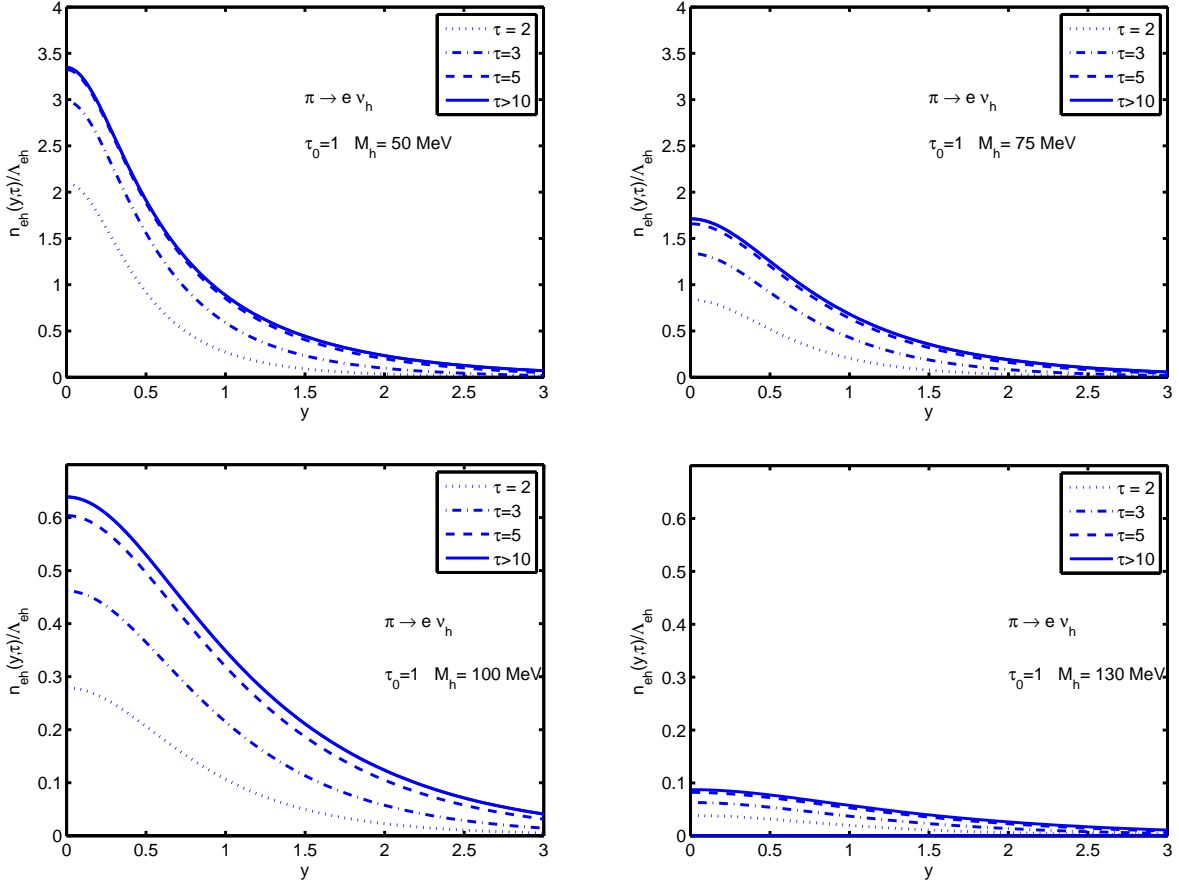 4
3.5
3
2.5
2
1.5
1
0.5
0
n_eh(y,τ)/Λ_eh
τ = 2
τ=3
τ=5
τ>10
π → e ν_h
τ_0=1 M_h= 50 MeV
0 0.5 1 1.5 2 2.5 3
y
4
3.5
3
2.5
2
1.5
1
0.5
0
n_eh(y,τ)/Λ_eh
τ = 2
τ=3
τ=5
τ>10
π → e ν_h
τ_0=1 M_h= 75 MeV
0 0.5 1 1.5 2 2.5 3
y
0.6
0.5
0.4
0.3
0.2
0.1
0
n_eh(y,τ)/Λ_eh
τ = 2
τ=3
τ=5
τ>10
π → e ν_h
τ_0=1 M_h= 100 MeV
0 0.5 1 1.5 2 2.5 3
y
0.6
0.5
0.4
0.3
0.2
0.1
0
n_eh(y,τ)/Λ_eh
τ = 2
τ=3
τ=5
τ>10
π → e ν_h
τ_0=1 M_h= 130 MeV
0 0.5 1 1.5 2 2.5 3
y